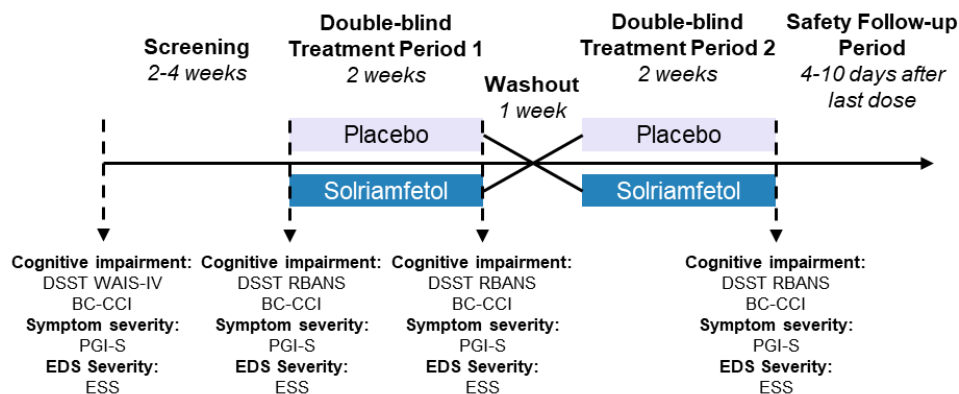 Screening
2-4 weeks
Double-blind
Treatment Period 1
2 weeks
Washout
1 week
Double-blind
Treatment Period 2
2 weeks
Safety Follow-up
Period
4-10 days after
last dose
Placebo
Placebo
Solriamfetol
Solriamfetol
Cognitive impairment:
DSST WAIS-IV
BC-CCI
Symptom severity:
PGI-S
EDS Severity:
ESS
Cognitive impairment:
DSST RBANS
BC-CCI
Symptom severity:
PGI-S
EDS Severity:
ESS
Cognitive impairment:
DSST RBANS
BC-CCI
Symptom severity:
PGI-S
EDS Severity:
ESS
Cognitive impairment:
DSST RBANS
BC-CCI
Symptom severity:
PGI-S
EDS Severity:
ESS